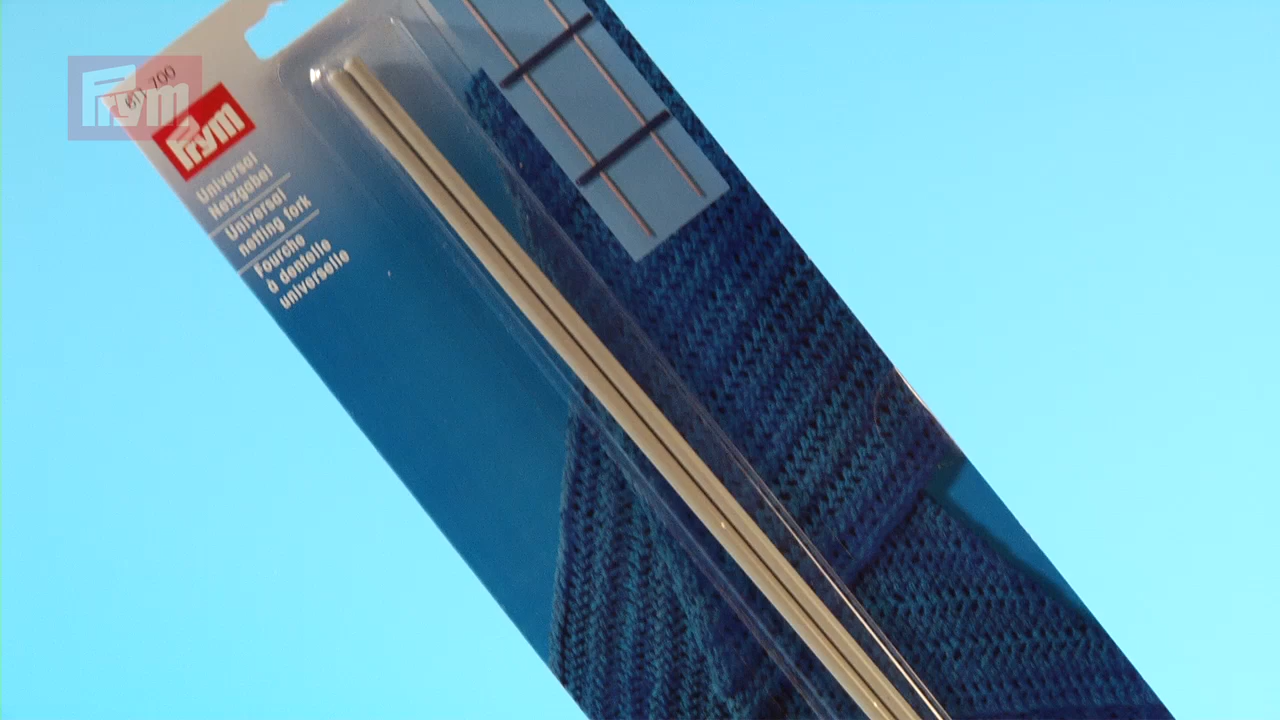 Prym
Prym
Universal
Netzgabel
Universal
netting fork
Fourche
à dentelle
universelle